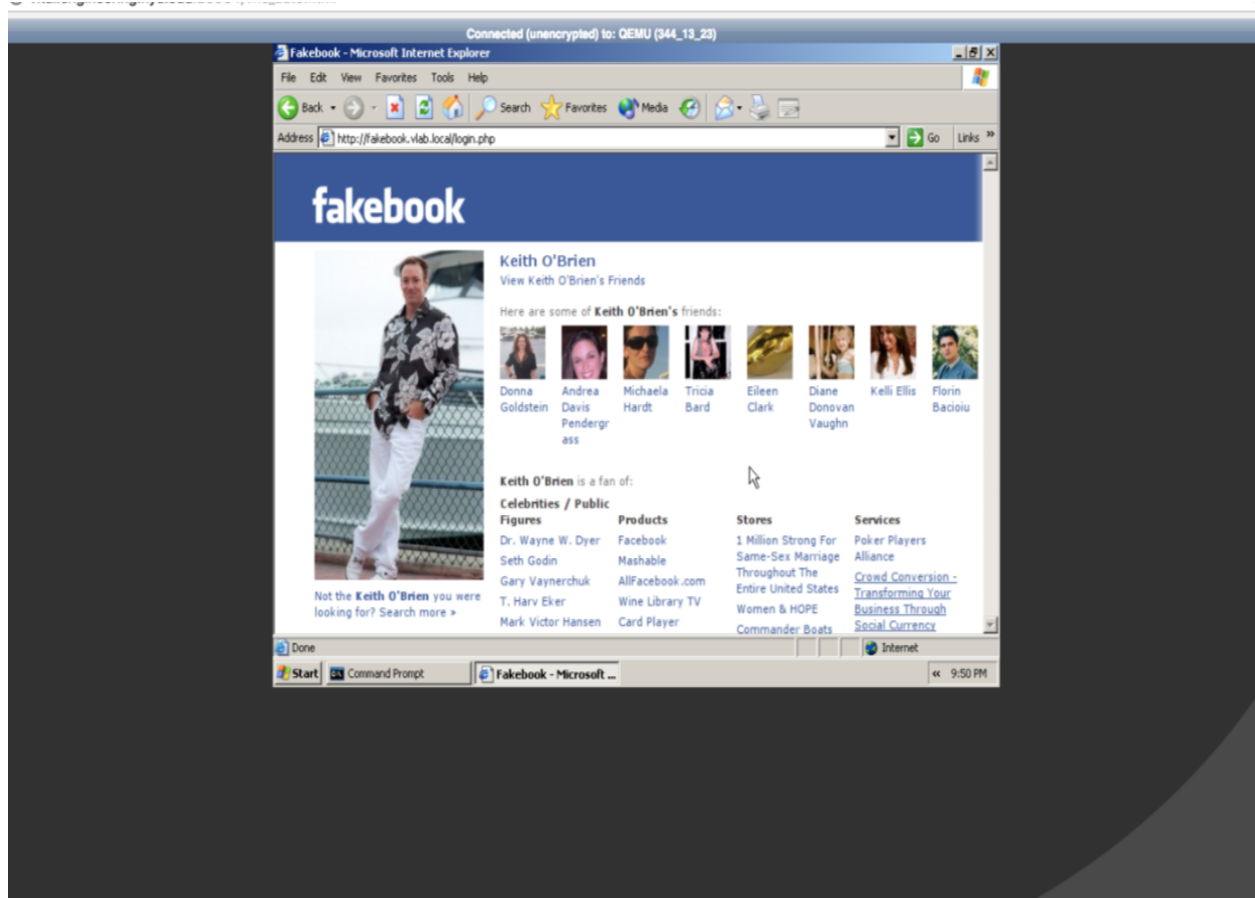 Connected (unencrypted) to: QEMU (344_13_23)
Fakebook - Microsoft Internet Explorer
File Edit View Favorites Tools Help
Back Search Favorites Media
Address http://fakebook.vlab.local/login.php Go Links »
fakebook
Keith O'Brien
View Keith O'Brien's Friends
Here are some of Keith O'Brien's friends:
Donna Andrea Michaela Tricia Eileen Diane Kelli Ellis Florin
Goldstein Davis Hardt Bard Clark Donovan Bacioiu
Pendergr Vaughn
ass
Keith O'Brien is a fan of:
Celebrities / Public
Figures Products Stores Services
Dr. Wayne W. Dyer Facebook 1 Million Strong For Poker Players
Seth Godin Mashable Same-Sex Marriage Alliance
Gary Vaynerchuk AllFacebook.com Throughout The Crowd Conversion -
T. Harv Eker Wine Library TV Entire United States Transforming Your
Mark Victor Hansen Card Player Women & HOPE Business Through
Commander Boats Social Currency
Not the Keith O'Brien you were
looking for? Search more »
Done Internet
Start Command Prompt Fakebook - Microsoft ... « 9:50 PM